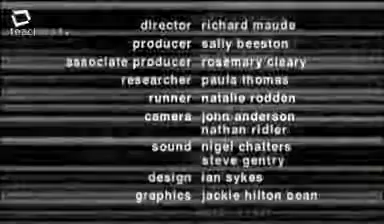 director richard maude
producer sally beeston
associate producer rosemary cleary
researcher paula thomas
runner natalie rodden
camera john anderson
nathan ridler
sound nigel chatters
steve gentry
design ian sykes
graphics jackie hilton bean